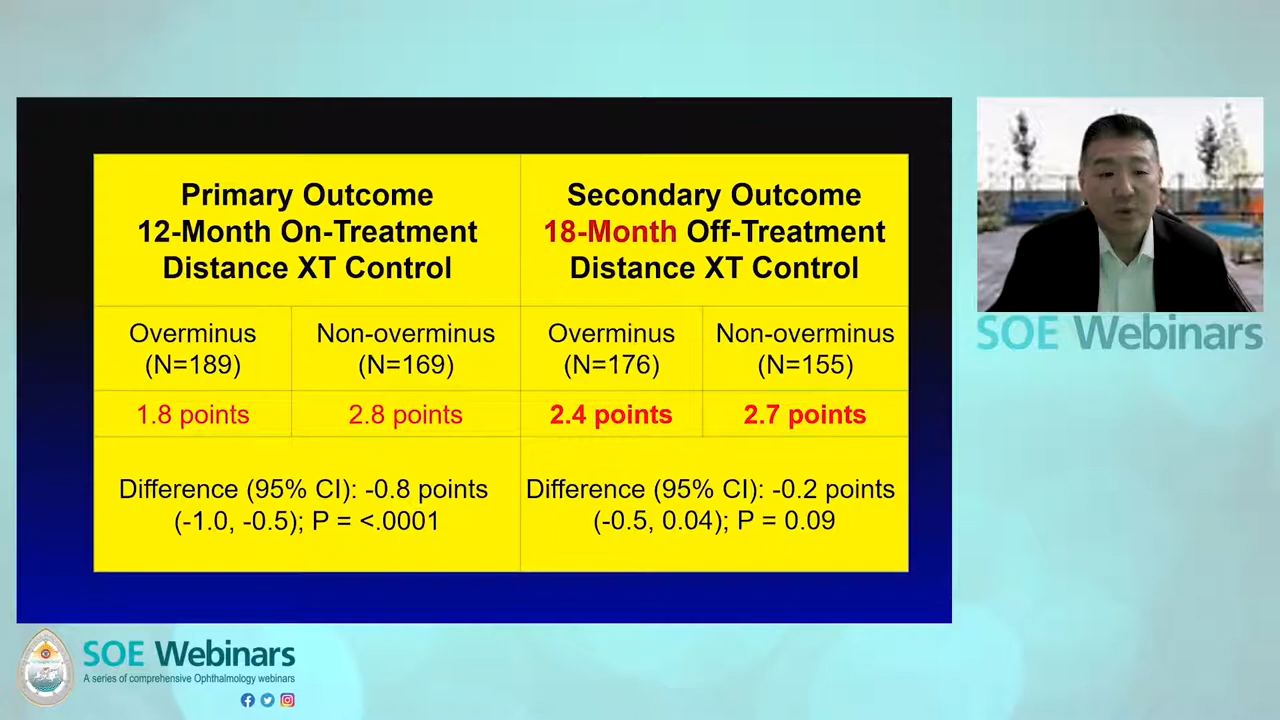 Primary Outcome
12-Month On-Treatment
Distance XT Control
Secondary Outcome
18-Month Off-Treatment
Distance XT Control
Overminus
(N=189)
Non-overminus
(N=169)
Overminus
(N=176)
Non-overminus
(N=155)
1.8 points
2.8 points
2.4 points
2.7 points
Difference (95% CI): -0.8 points
(-1.0, -0.5); P = <.0001
Difference (95% CI): -0.2 points
(-0.5, 0.04); P = 0.09
SOE Webinars
SOE Webinars
A series of comprehensive Ophthalmology webinars